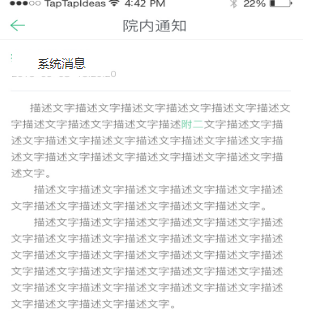 ●●●○○ TapTapIdeas 4:42 PM 22%
院内通知
系统消息
描述文字描述文字描述文字描述文字描述文字描述文
字描述文字描述文字描述文字描述附二文字描述文字描
述文字描述文字描述文字描述文字描述文字描述文字描
述文字描述文字描述文字描述文字描述文字描述文字描
述文字。
描述文字描述文字描述文字描述文字描述文字描述
文字描述文字描述文字描述文字描述文字描述文字。
描述文字描述文字描述文字描述文字描述文字描述
文字描述文字描述文字描述文字描述文字描述文字描述
文字描述文字描述文字描述文字描述文字描述文字描述
文字描述文字描述文字描述文字描述文字描述文字描述
文字描述文字描述文字描述文字描述文字描述文字描述
文字描述文字描述文字描述文字。